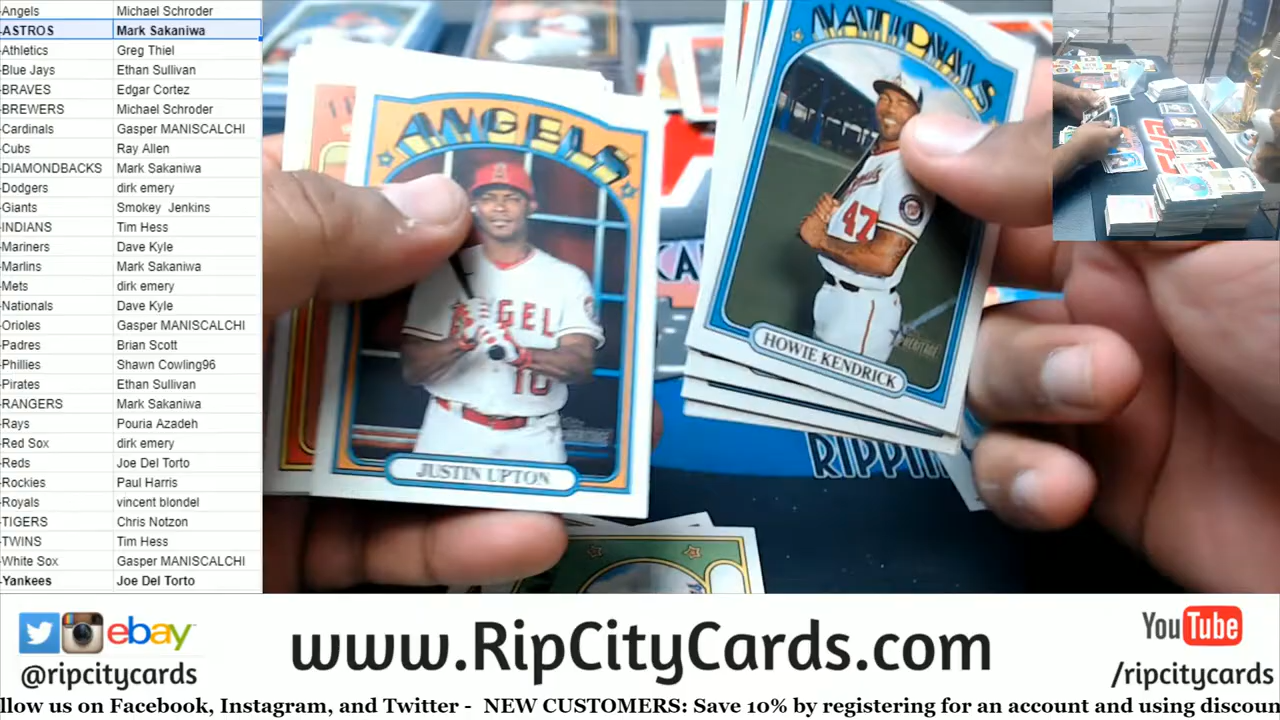 -Angels Michael Schroder
-ASTROS Mark Sakaniwa
-Athletics Greg Thiel
-Blue Jays Ethan Sullivan
-BRAVES Edgar Cortez
-BREWERS Michael Schroder
-Cardinals Gasper MANISCALCHI
-Cubs Ray Allen
-DIAMONDBACKS Mark Sakaniwa
-Dodgers dirk emery
-Giants Smokey Jenkins
-INDIANS Tim Hess
-Mariners Dave Kyle
-Marlins Mark Sakaniwa
-Mets dirk emery
-Nationals Dave Kyle
-Orioles Gasper MANISCALCHI
-Padres Brian Scott
-Phillies Shawn Cowling96
-Pirates Ethan Sullivan
-RANGERS Mark Sakaniwa
-Rays Pouria Azadeh
-Red Sox dirk emery
-Reds Joe Del Torto
-Rockies Paul Harris
-Royals vincent blondel
-TIGERS Chris Notzon
-TWINS Tim Hess
-White Sox Gasper MANISCALCHI
-Yankees Joe Del Torto
ANGELS
A
ANGEL
10
JUSTIN UPTON
NATIONALS
47
HERITAGE
HOWIE KENDRICK
KA
RIPPIN
ebay
@ripcitycards
www.RipCityCards.com
YouTube
/ripcitycards
llow us on Facebook, Instagram, and Twitter - NEW CUSTOMERS: Save 10% by registering for an account and using discoun